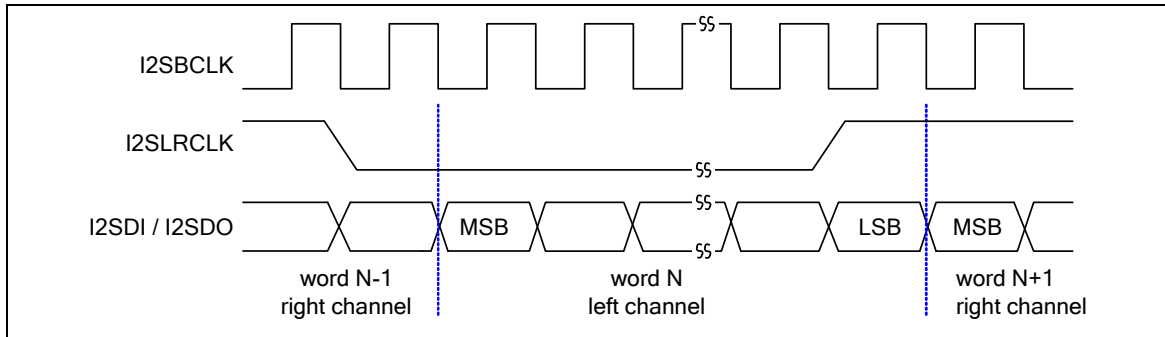 I2SBCLK
I2SLRCLK
I2SDI / I2SDO
MSB
LSB
MSB
word N-1
right channel
word N
left channel
word N+1
right channel